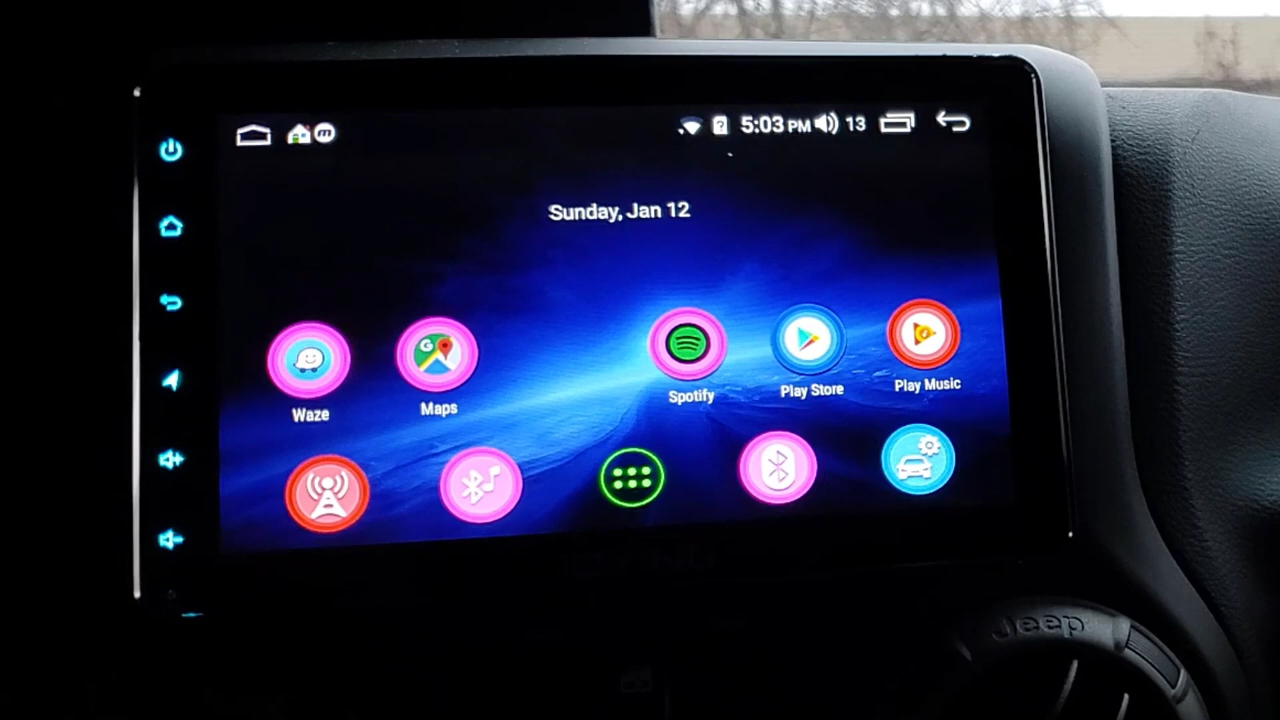 5:03 PM 13
Sunday, Jan 12
Waze
Maps
Spotify
Play Store
Play Music
Jeep